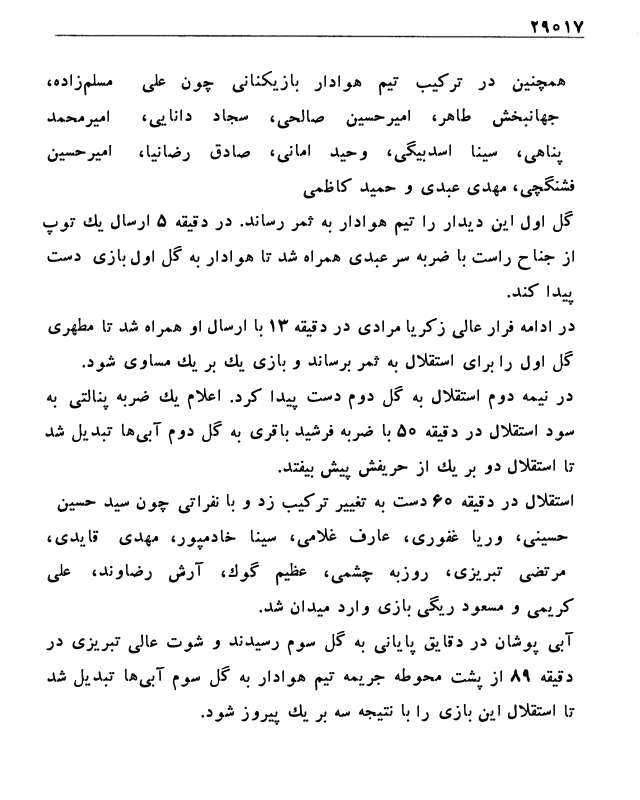 ۲۹۰۱۷
همچنین در ترکیب تیم هوادار بازیکنانی چون علی مسلم‌زاده،
جهانبخش طاهر، امیرحسین صالحی، سجاد دانایی، امیرمحمد
پناهی، سینا اسدبیگی، وحید امانی، صادق رضانیا، امیرحسین
فشنگچی، مهدی عبدی و حمید کاظمی
گل اول این دیدار را تیم هوادار به ثمر رساند. در دقیقه ۵ ارسال یك توپ
از جناح راست با ضربه سر عبدی همراه شد تا هوادار به گل اول بازی دست
پیدا کند.
در ادامه فرار عالی زکریا مرادی در دقیقه ۱۳ با ارسال او همراه شد تا مطهری
گل اول را برای استقلال به ثمر برساند و بازی یك بر یك مساوی شود.
در نیمه دوم استقلال به گل دوم دست پیدا کرد. اعلام یك ضربه پنالتی به
سود استقلال در دقیقه ۵۰ با ضربه فرشید باقری به گل دوم آبی‌ها تبدیل شد
تا استقلال دو بر یك از حریفش پیش بیفتد.
استقلال در دقیقه ۶۰ دست به تغییر ترکیب زد و با نفراتی چون سید حسین
حسینی، وریا غفوری، عارف غلامی، سینا خادمپور، مهدی قایدی،
مرتضی تبریزی، روزبه چشمی، عظیم گوك، آرش رضاوند، علی
کریمی و مسعود ریگی بازی وارد میدان شد.
آبی پوشان در دقایق پایانی به گل سوم رسیدند و شوت عالی تبریزی در
دقیقه ۸۹ از پشت محوطه جریمه تیم هوادار به گل سوم آبی‌ها تبدیل شد
تا استقلال این بازی را با نتیجه سه بر یك پیروز شود.